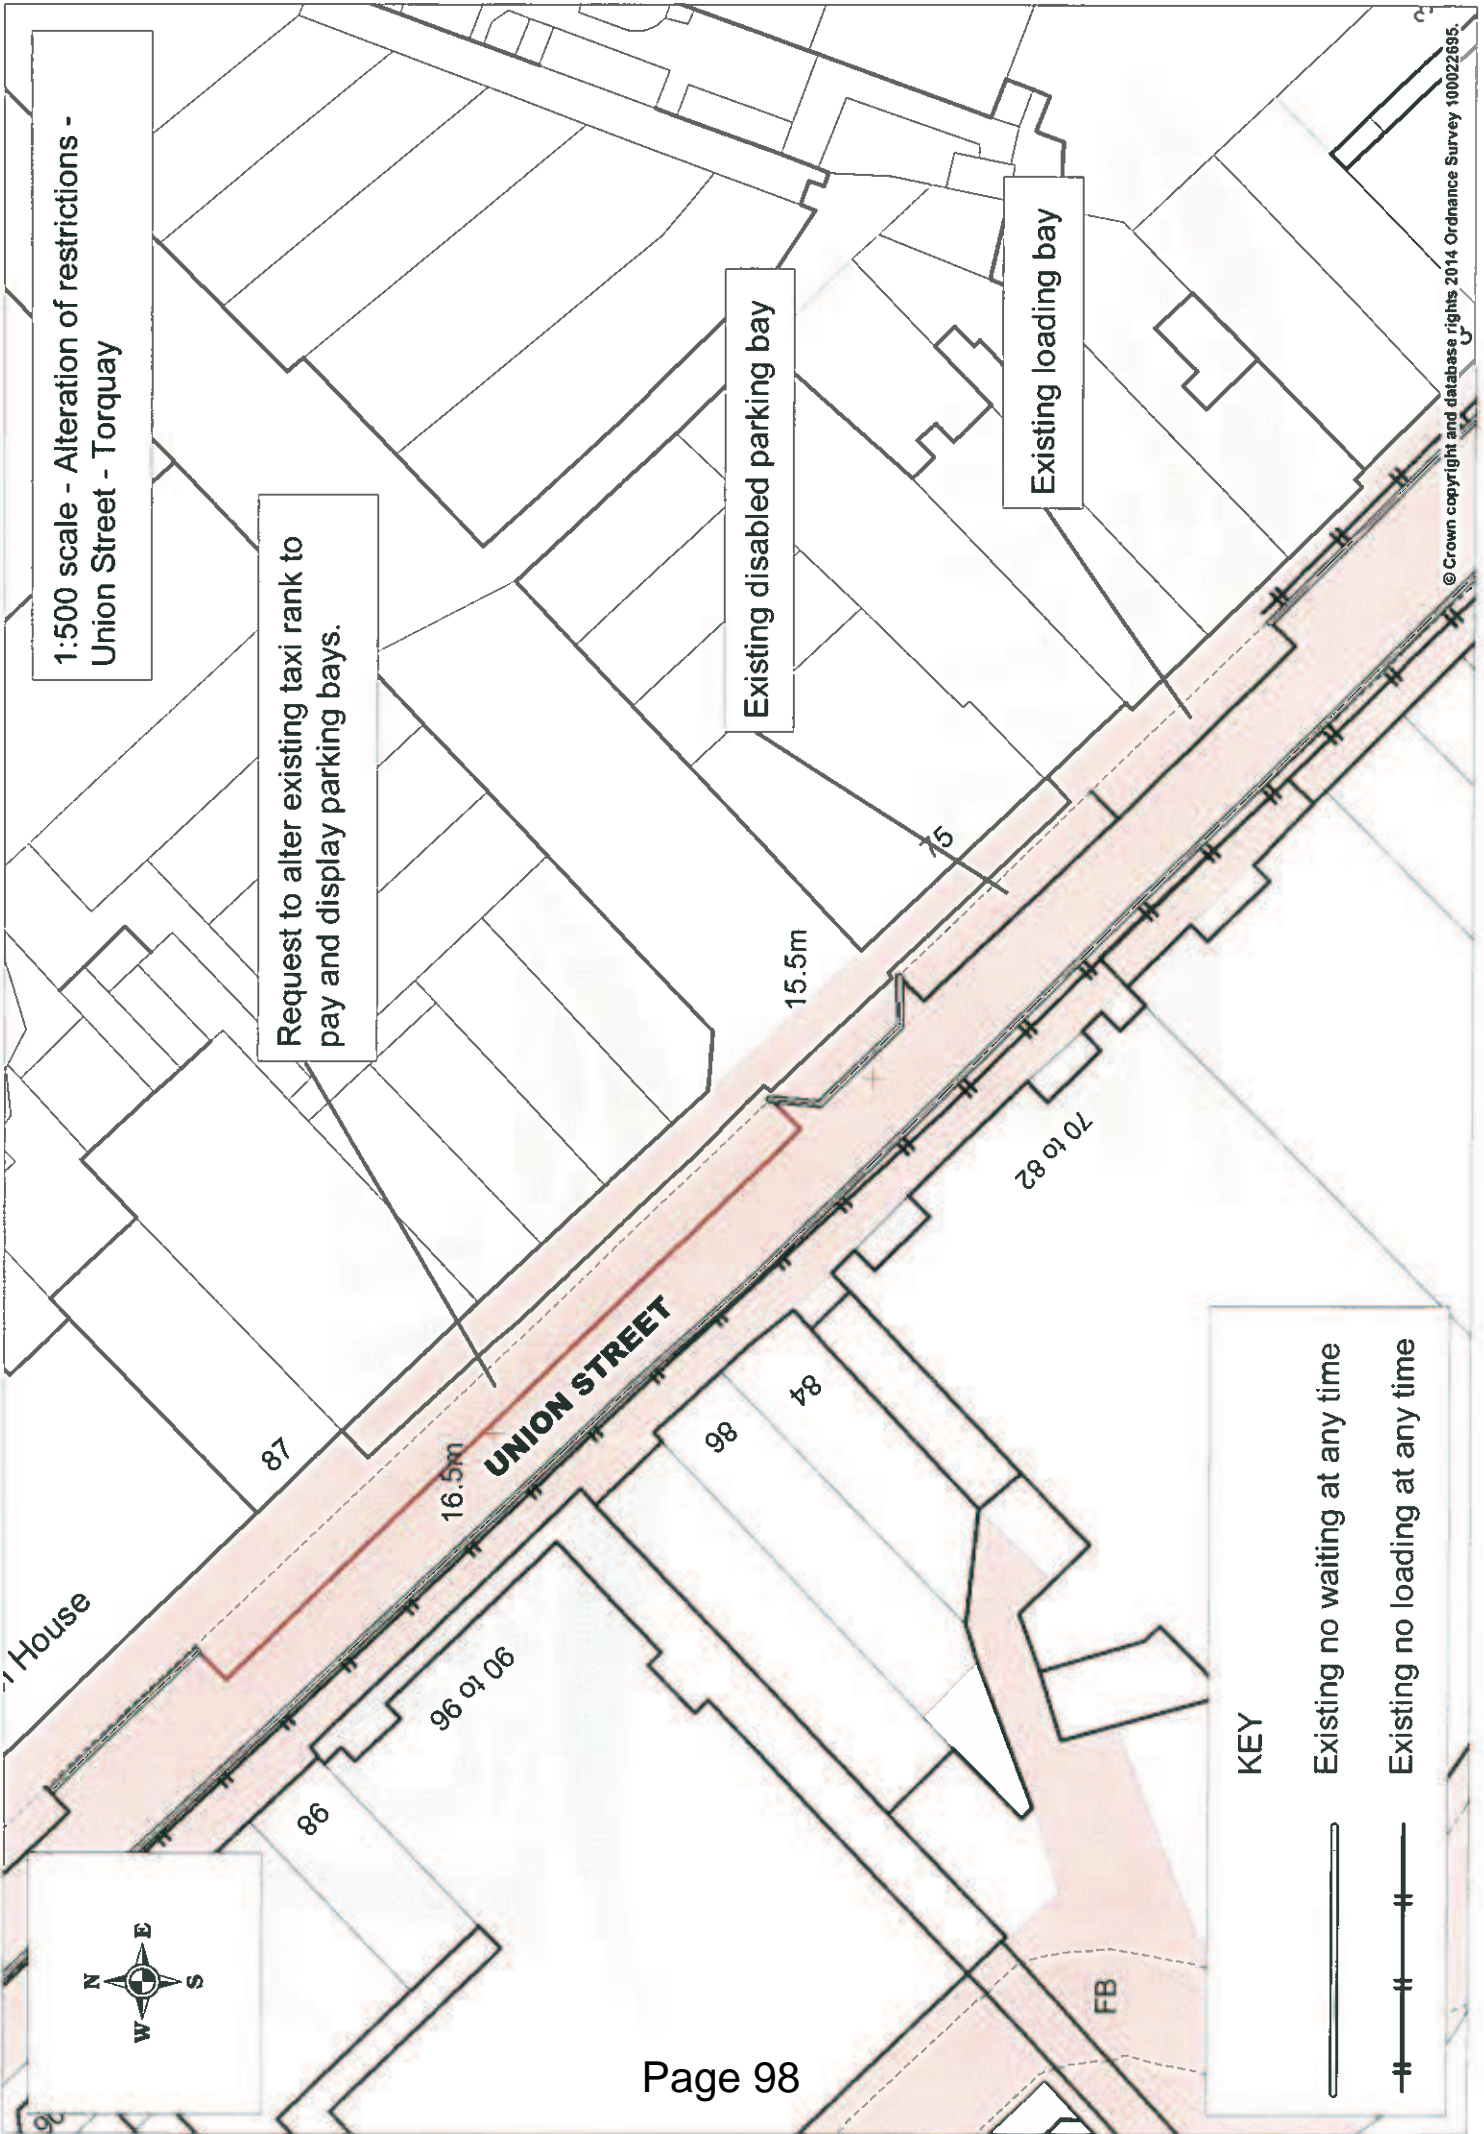 1:500 scale - Alteration of restrictions -
Union Street - Torquay
Request to alter existing taxi rank to
pay and display parking bays.
Existing disabled parking bay
Existing loading bay
House
87
16.5m
UNION STREET
15.5m
75
70 to 82
84
86
90 to 96
98
FB
N
W E
S
KEY
Existing no waiting at any time
Existing no loading at any time
© Crown copyright and database rights 2014 Ordnance Survey 100022695.
Page 98